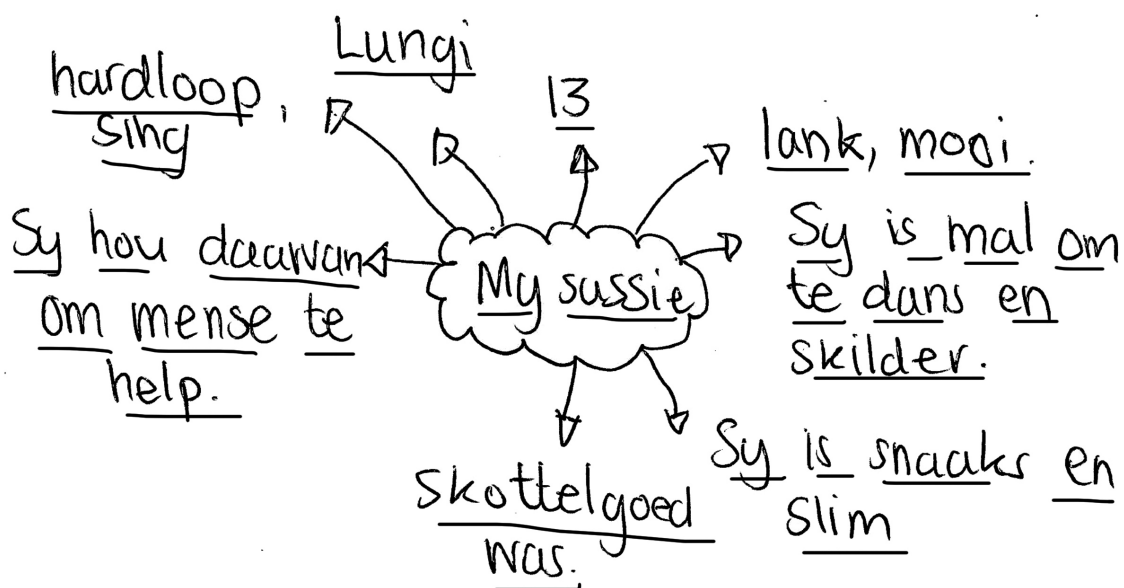 Lungi
hardloop,
sing
13
lank, mooi.
Sy hou daarvan
om mense te
help.
My sussie
Sy is mal om
te dans en
skilder.
Sy is snaaks en
slim
skottelgoed
was.